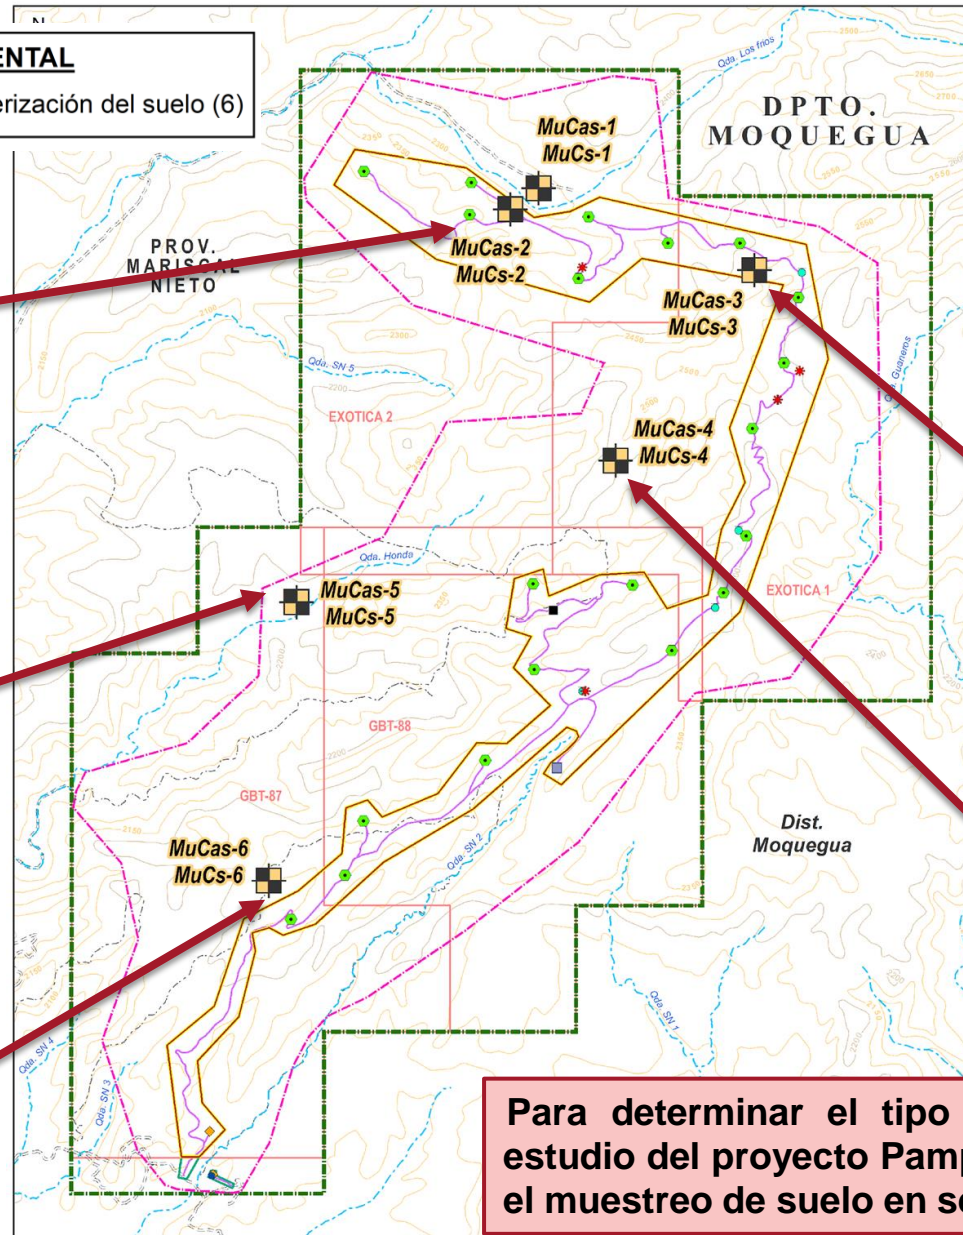 N
ENTAL
erización del suelo (6)
Qda. Los frios
DPTO.
MOQUEGUA
MuCas-1
MuCs-1
PROV.
MARISCAL
NIETO
MuCas-2
MuCs-2
MuCas-3
MuCs-3
Qda. SN 5
Qda. Guaneros
EXOTICA 2
MuCas-4
MuCs-4
Qda. Honda
MuCas-5
MuCs-5
EXOTICA 1
GBT-88
GBT-87
Dist.
Moquegua
MuCas-6
MuCs-6
Qda. SN 2
Qda. SN 1
Qda. SN 4
Qda. SN 3
Para determinar el tipo
estudio del proyecto Pamp
el muestreo de suelo en se